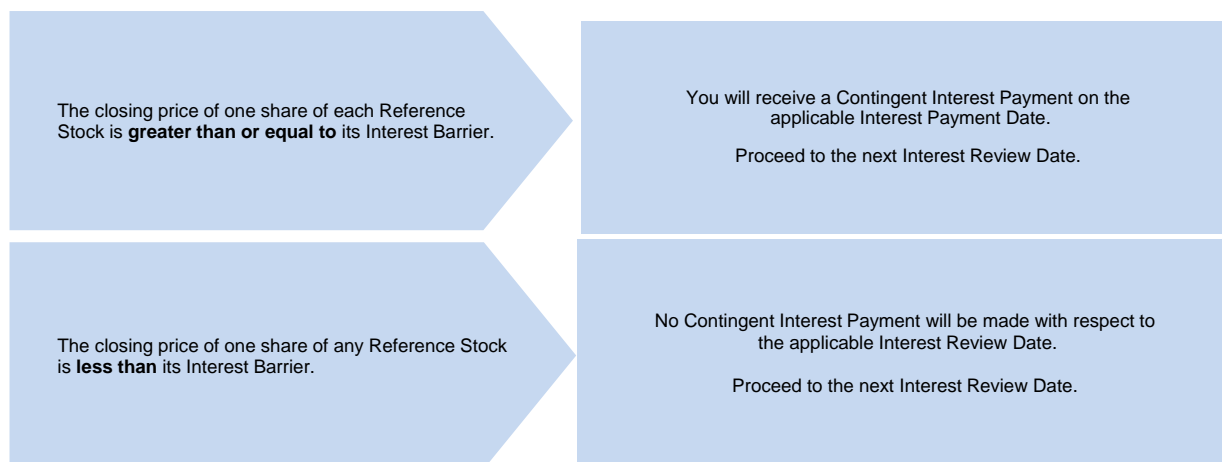 The closing price of one share of each Reference
Stock is greater than or equal to its Interest Barrier.
You will receive a Contingent Interest Payment on the
applicable Interest Payment Date.
Proceed to the next Interest Review Date.
The closing price of one share of any Reference Stock
is less than its Interest Barrier.
No Contingent Interest Payment will be made with respect to
the applicable Interest Review Date.
Proceed to the next Interest Review Date.